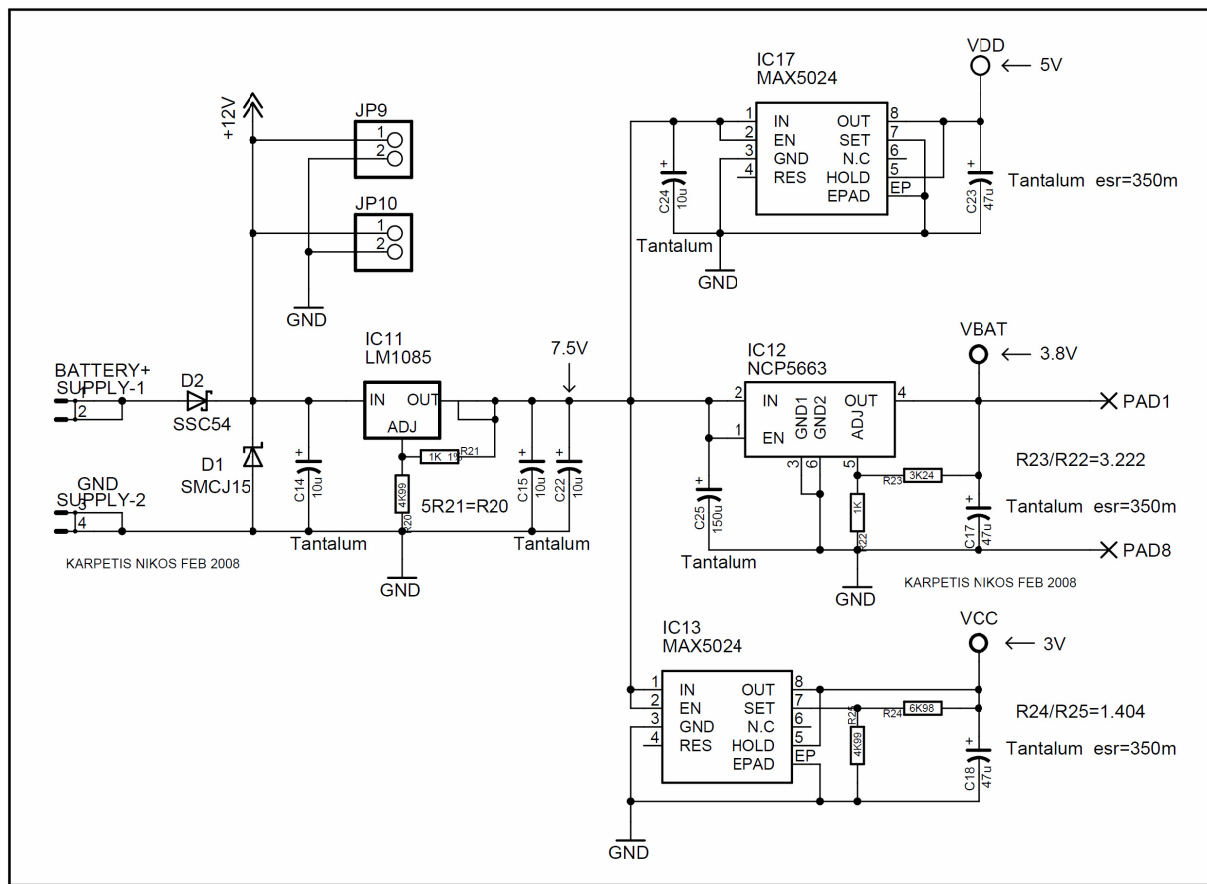 +12V
JP9
1
2
JP10
1
2
GND
BATTERY+
SUPPLY-1
1
2
D2
SSC54
D1
SMCJ15
GND
SUPPLY-2
3
4
KARPETIS NIKOS FEB 2008
+
C14
10u
Tantalum
IC11
LM1085
IN
OUT
ADJ
1K 1%
R21
4K99
R20
5R21=R20
GND
7.5V
+
C15
10u
+
C22
10u
Tantalum
IC17
MAX5024
1 IN OUT 8
2 EN SET 7
3 GND N.C 6
4 RES HOLD 5
EPAD EP
+
C24
10u
Tantalum
GND
VDD
5V
+
C23
47u
Tantalum esr=350m
IC12
NCP5663
2 IN OUT 4
1 EN
GND1
GND2
ADJ
3
6
5
+
C25
150u
Tantalum
R23
3K24
1K
R22
GND
VBAT
3.8V
PAD1
R23/R22=3.222
+
C17
47u
Tantalum esr=350m
PAD8
KARPETIS NIKOS FEB 2008
IC13
MAX5024
1 IN OUT 8
2 EN SET 7
3 GND N.C 6
4 RES HOLD 5
EPAD EP
R25
4K99
R24
6K98
VCC
3V
R24/R25=1.404
+
C18
47u
Tantalum esr=350m
GND